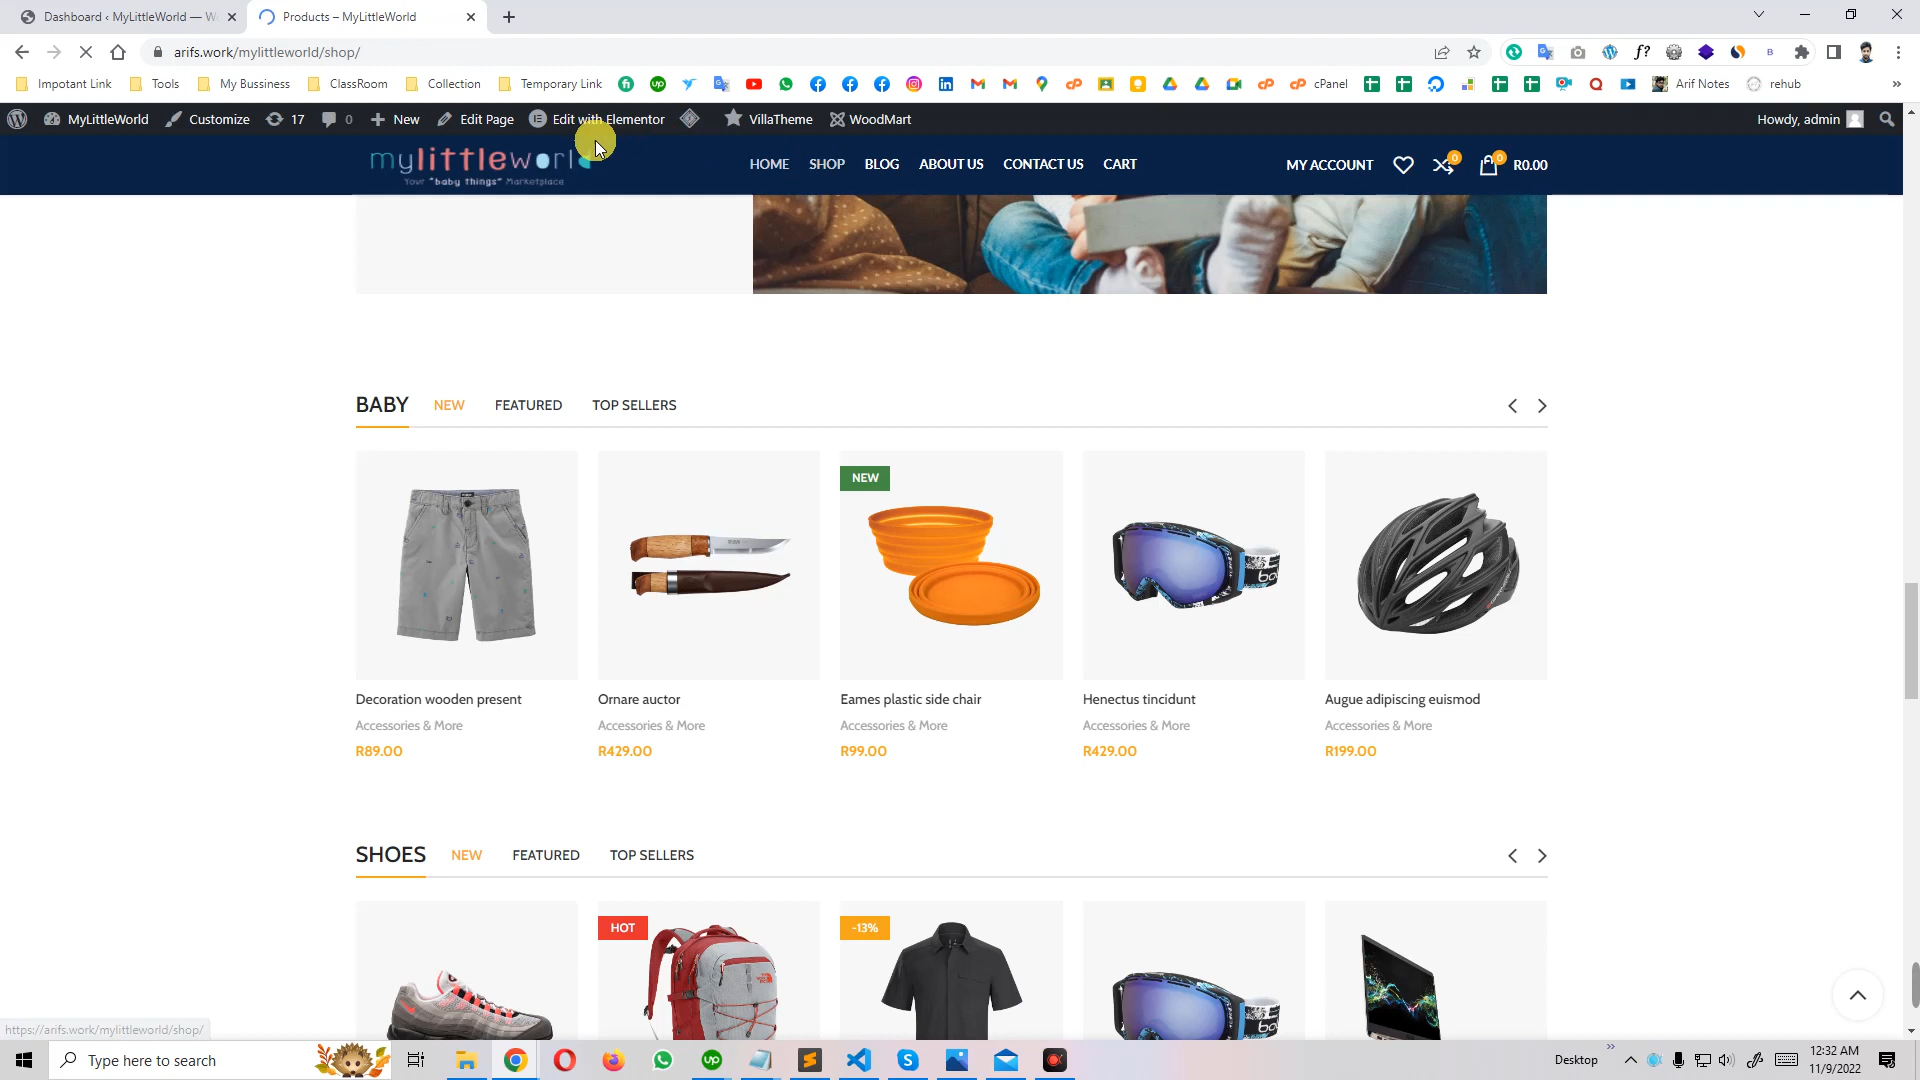 Dashboard ‹ MyLittleWorld — W
Products – MyLittleWorld
arifs.work/mylittleworld/shop/
Impotant Link
Tools
My Bussiness
ClassRoom
Collection
Temporary Link
cPanel
Arif Notes
rehub
MyLittleWorld
Customize
17
0
New
Edit Page
Edit with Elementor
VillaTheme
WoodMart
Howdy, admin
mylittleworl
Your "baby things" Marketplace
HOME
SHOP
BLOG
ABOUT US
CONTACT US
CART
MY ACCOUNT
0
0
R0.00
BABY
NEW
FEATURED
TOP SELLERS
NEW
Decoration wooden present
Ornare auctor
Eames plastic side chair
Henectus tincidunt
Augue adipiscing euismod
Accessories & More
Accessories & More
Accessories & More
Accessories & More
Accessories & More
R89.00
R429.00
R99.00
R429.00
R199.00
SHOES
NEW
FEATURED
TOP SELLERS
HOT
-13%
https://arifs.work/mylittleworld/shop/
Type here to search
Desktop
12:32 AM
11/9/2022